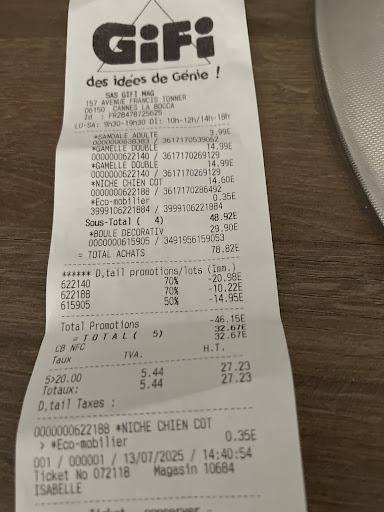 GiFi
des idées de Génie !
SAS GIFI MAG
157 AVENUE FRANCIS TONNER
06150 CANNES LA BOCCA
Id : FR28478725625
LU-SA: 9h30-19h30 DI: 10h-12h/14h-18h
*SANDALE ADULTE 3.99E
0000000638363 / 3617170539062
*GAMELLE DOUBLE 14.99E
0000000622140 / 3617170269129
*GAMELLE DOUBLE 14.99E
0000000622140 / 3617170269129
*NICHE CHIEN COT 14.60E
0000000622188 / 3617170286492
*Eco-mobilier 0.35E
3999106221884 / 3999106221884
Sous-Total ( 4) 48.92E
*BOULE DECORATIV 29.90E
0000000615905 / 3491956159053
= TOTAL ACHATS 78.82E
****** D,tail promotions/lots (Imm.)
622140 70% -20.98E
622188 70% -10.22E
615905 50% -14.95E
Total Promotions -46.15E
= T O T A L ( 5) 32.67E
CB NFC 32.67E
Taux TVA. H.T.
5>20.00 5.44 27.23
Totaux: 5.44 27.23
D,tail Taxes :
0000000622188 *NICHE CHIEN COT
> *Eco-mobilier 0.35E
001 / 000001 / 13/07/2025 / 14:40:54
Ticket No 072118 Magasin 10684
ISABELLE